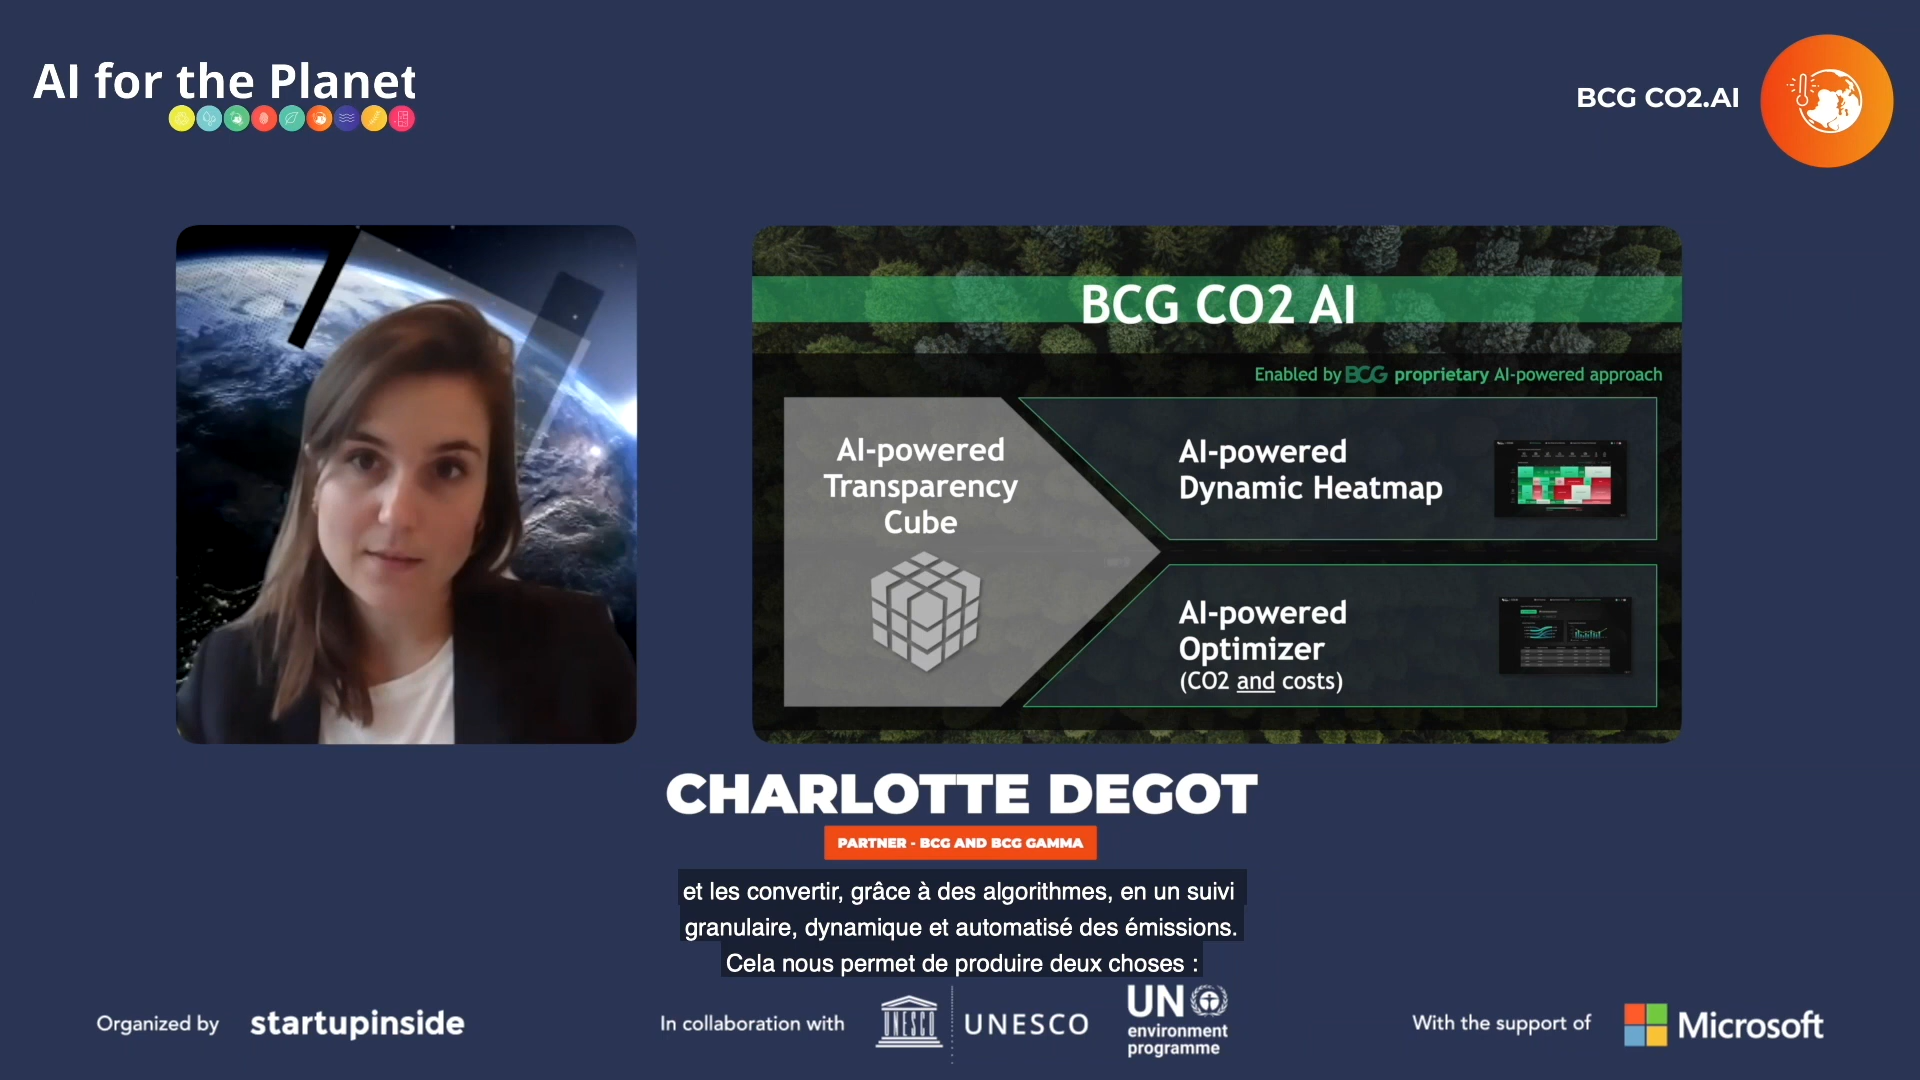 AI for the Planet
BCG CO2.AI
BCG CO2 AI
Enabled by BCG proprietary AI-powered approach
AI-powered
Transparency
Cube
AI-powered
Dynamic Heatmap
AI-powered
Optimizer
(CO2 and costs)
CHARLOTTE DEGOT
PARTNER - BCG AND BCG GAMMA
et les convertir, grâce à des algorithmes, en un suivi
granulaire, dynamique et automatisé des émissions.
Cela nous permet de produire deux choses :
Organized by startupinside
In collaboration with
UNESCO
UNESCO
UN
environment
programme
With the support of
Microsoft